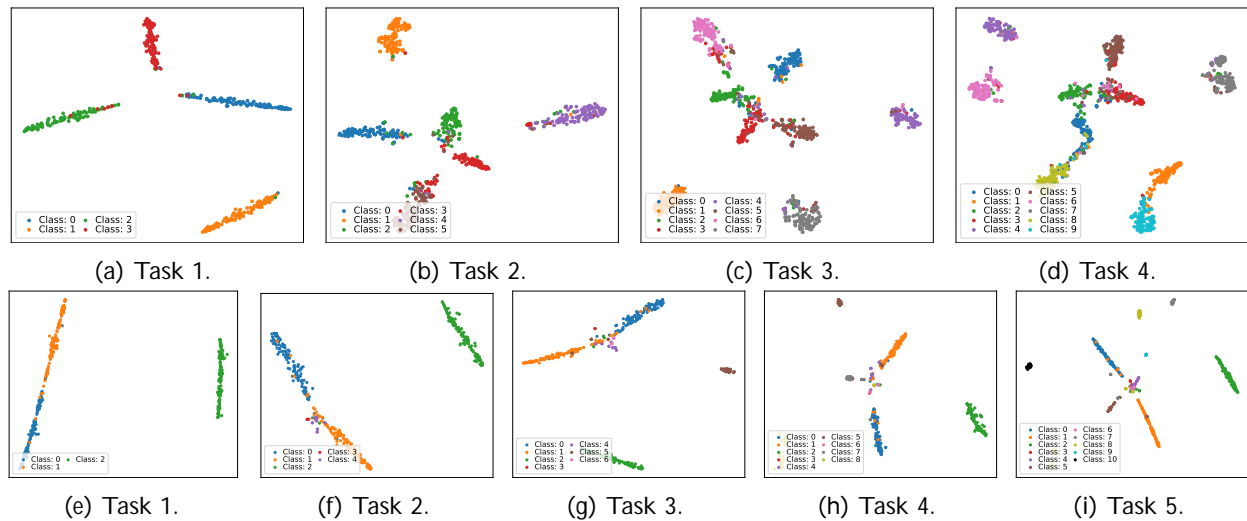 Class: 0 Class: 2
Class: 1 Class: 3
(a) Task 1.
Class: 0 Class: 3
Class: 1 Class: 4
Class: 2 Class: 5
(b) Task 2.
Class: 0 Class: 4
Class: 1 Class: 5
Class: 2 Class: 6
Class: 3 Class: 7
(c) Task 3.
Class: 0 Class: 5
Class: 1 Class: 6
Class: 2 Class: 7
Class: 3 Class: 8
Class: 4 Class: 9
(d) Task 4.
Class: 0 Class: 2
Class: 1
(e) Task 1.
Class: 0 Class: 3
Class: 1 Class: 4
Class: 2
(f) Task 2.
Class: 0 Class: 4
Class: 1 Class: 5
Class: 2 Class: 6
Class: 3
(g) Task 3.
Class: 0 Class: 5
Class: 1 Class: 6
Class: 2 Class: 7
Class: 3 Class: 8
Class: 4
(h) Task 4.
Class: 0 Class: 6
Class: 1 Class: 7
Class: 2 Class: 8
Class: 3 Class: 9
Class: 4 Class: 10
Class: 5
(i) Task 5.